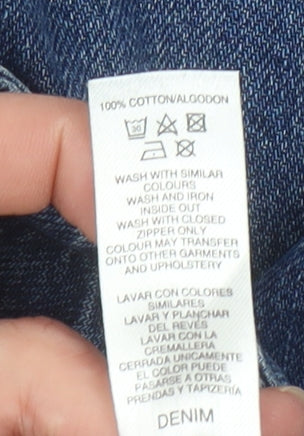 100% COTTON/ALGODON
30
WASH WITH SIMILAR
COLOURS
WASH AND IRON
INSIDE OUT
WASH WITH CLOSED
ZIPPER ONLY
COLOUR MAY TRANSFER
ONTO OTHER GARMENTS
AND UPHOLSTERY
LAVAR CON COLORES
SIMILARES
LAVAR Y PLANCHAR
DEL REVÉS
LAVAR CON LA
CREMALLERA
CERRADA UNICAMENTE
EL COLOR PUEDE
PASARSE A OTRAS
PRENDAS Y TAPIZERÍA
DENIM